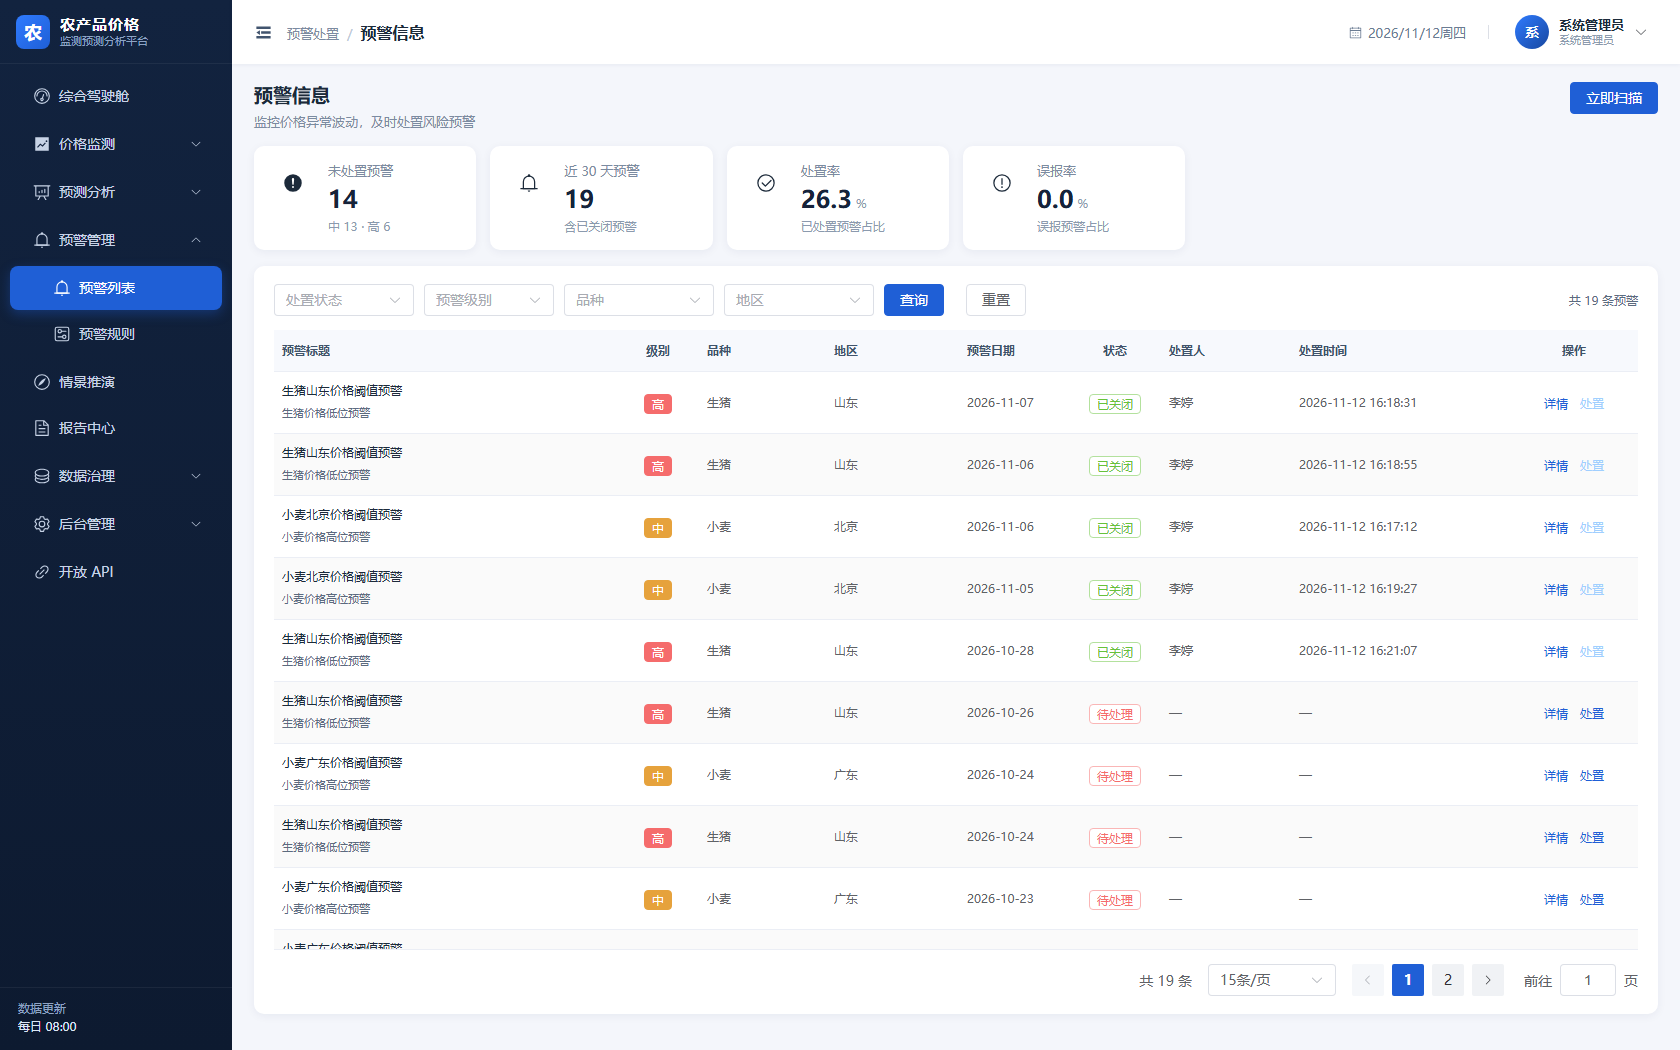 农
农产品价格
监测预测分析平台
综合驾驶舱
价格监测
预测分析
预警管理
预警列表
预警规则
情景推演
报告中心
数据治理
后台管理
开放 API
数据更新
每日 08:00
预警处置 / 预警信息
2026/11/12周四
系
系统管理员
系统管理员
预警信息
监控价格异常波动，及时处置风险预警
立即扫描
未处置预警
14
中 13 · 高 6
近 30 天预警
19
含已关闭预警
处置率
26.3 %
已处置预警占比
误报率
0.0 %
误报预警占比
处置状态 预警级别 品种 地区 查询 重置 共 19 条预警
预警标题 级别 品种 地区 预警日期 状态 处置人 处置时间 操作
生猪山东价格阈值预警
生猪价格低位预警
高 生猪 山东 2026-11-07 已关闭 李婷 2026-11-12 16:18:31 详情 处置
生猪山东价格阈值预警
生猪价格低位预警
高 生猪 山东 2026-11-06 已关闭 李婷 2026-11-12 16:18:55 详情 处置
小麦北京价格阈值预警
小麦价格高位预警
中 小麦 北京 2026-11-06 已关闭 李婷 2026-11-12 16:17:12 详情 处置
小麦北京价格阈值预警
小麦价格高位预警
中 小麦 北京 2026-11-05 已关闭 李婷 2026-11-12 16:19:27 详情 处置
生猪山东价格阈值预警
生猪价格低位预警
高 生猪 山东 2026-10-28 已关闭 李婷 2026-11-12 16:21:07 详情 处置
生猪山东价格阈值预警
生猪价格低位预警
高 生猪 山东 2026-10-26 待处理 — — 详情 处置
小麦广东价格阈值预警
小麦价格高位预警
中 小麦 广东 2026-10-24 待处理 — — 详情 处置
生猪山东价格阈值预警
生猪价格低位预警
高 生猪 山东 2026-10-24 待处理 — — 详情 处置
小麦广东价格阈值预警
小麦价格高位预警
中 小麦 广东 2026-10-23 待处理 — — 详情 处置
小麦广东价格阈值预警
共 19 条 15条/页 1 2 前往 1 页